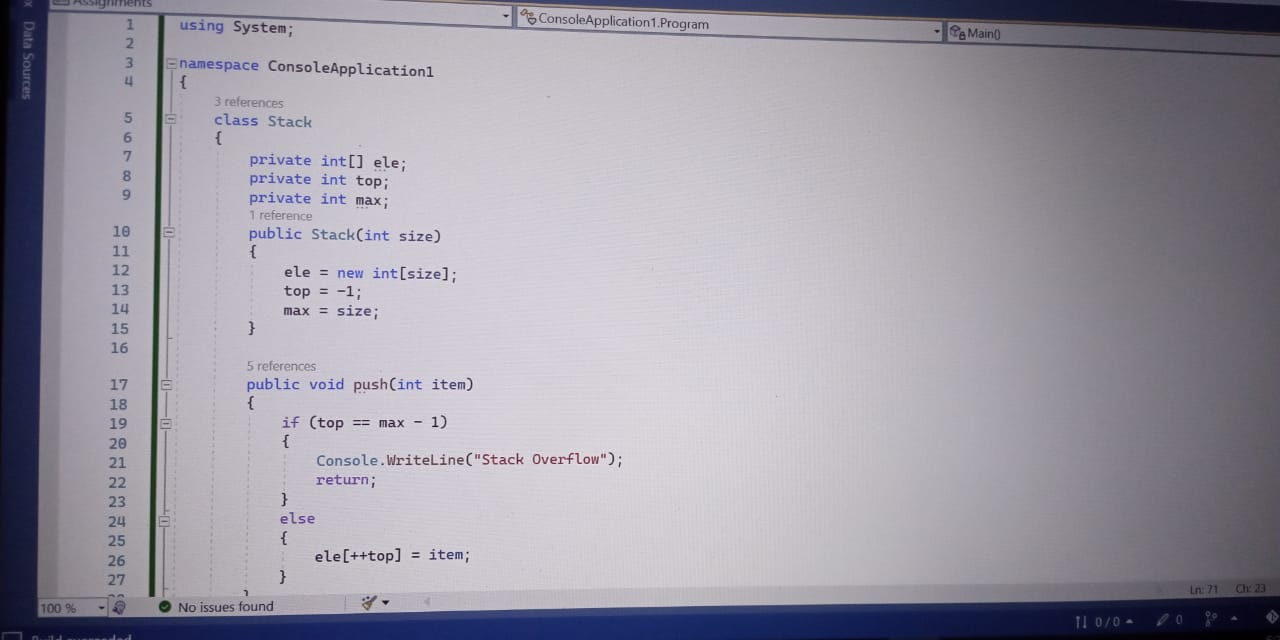 Assignments
ConsoleApplication1.Program
Main()
Data Sources
1 using System;
2
3 namespace ConsoleApplication1
4 {
3 references
5 class Stack
6 {
7 private int[] ele;
8 private int top;
9 private int max;
1 reference
10 public Stack(int size)
11 {
12 ele = new int[size];
13 top = -1;
14 max = size;
15 }
16
5 references
17 public void push(int item)
18 {
19 if (top == max - 1)
20 {
21 Console.WriteLine("Stack Overflow");
22 return;
23 }
24 else
25 {
26 ele[++top] = item;
27 }
}
100 %
No issues found
Ln: 71 Ch: 23
0 / 0
0
Build succeeded